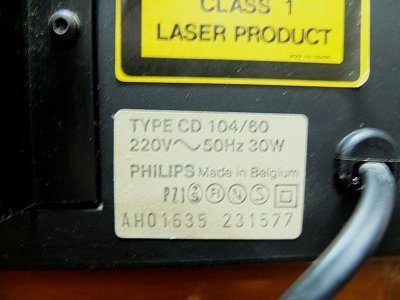 CLASS 1
LASER PRODUCT
TYPE CD 104/60
220V~50Hz 30W
PHILIPS Made in Belgium
AH01635 231577